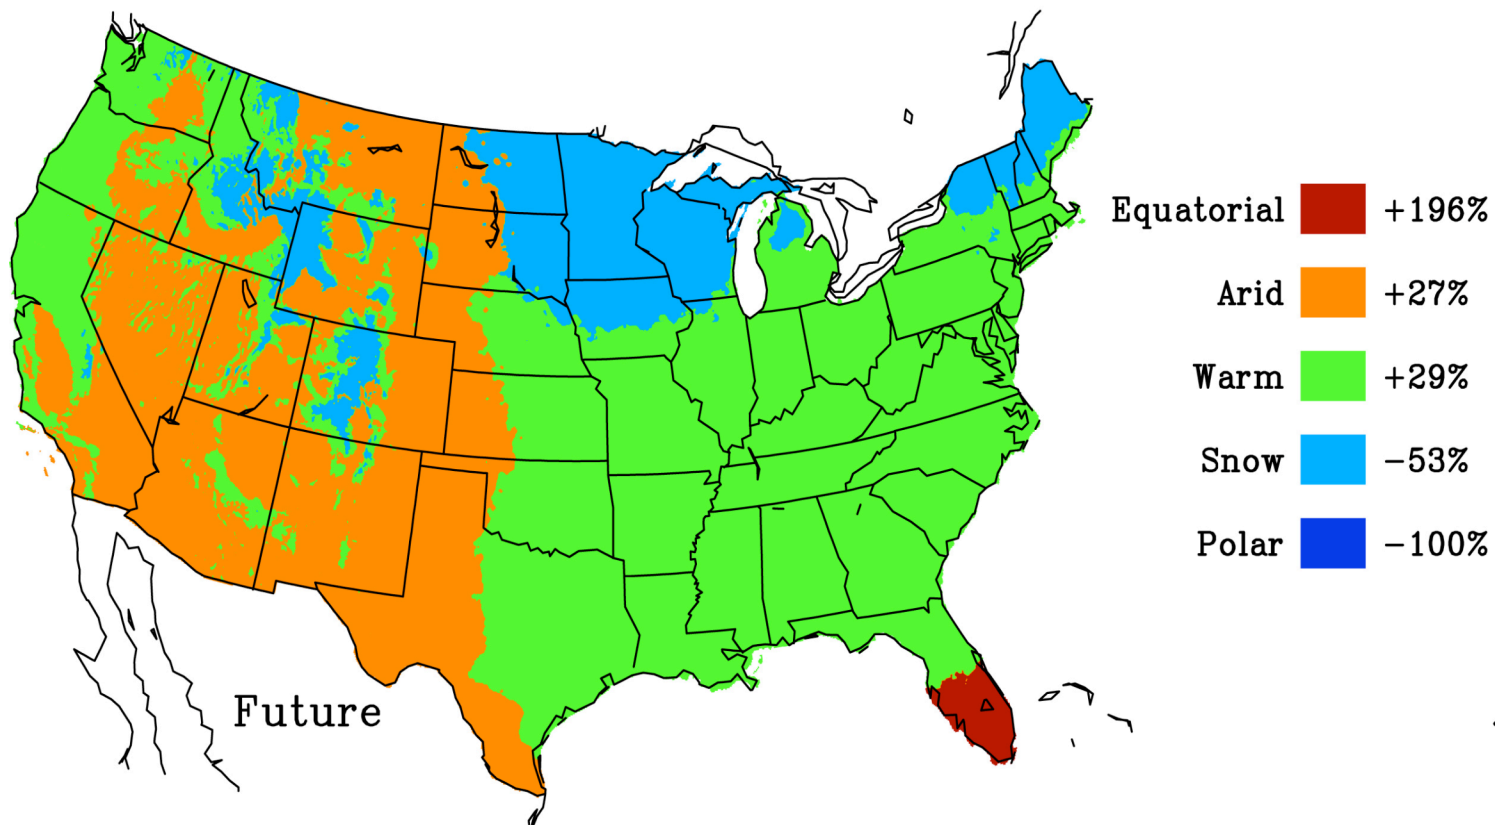 Equatorial +196%
Arid +27%
Warm +29%
Snow -53%
Polar -100%
Future